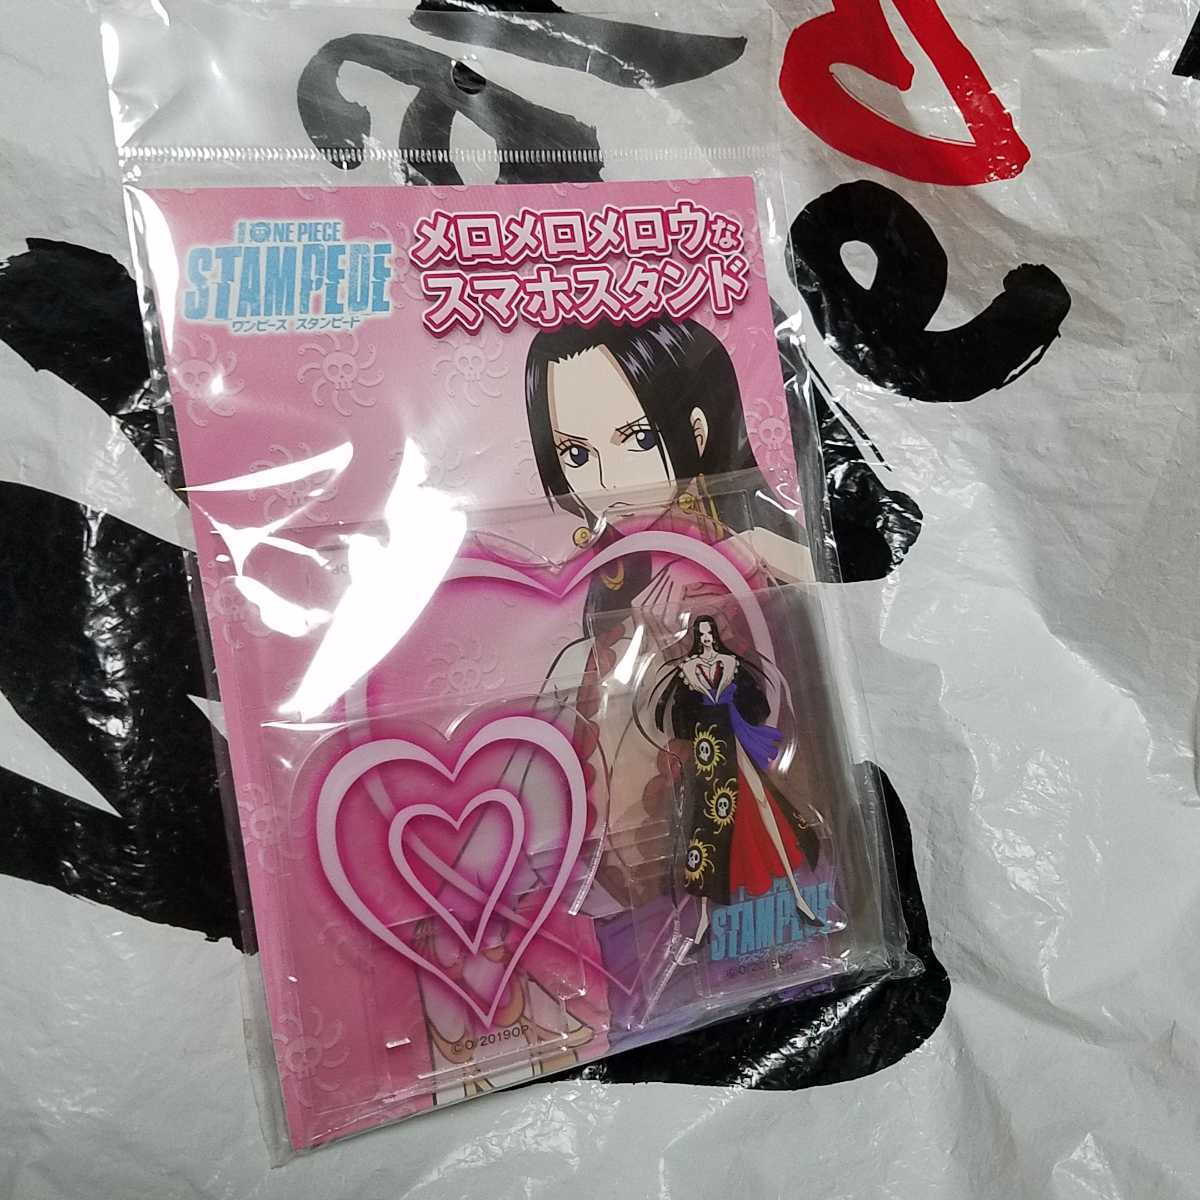 ONE PIECE
STAMPEDE
ワンピース スタンピード
メロメロメロウな
スマホスタンド
STAMPEDE
©O/2019OP
©O/2019OP